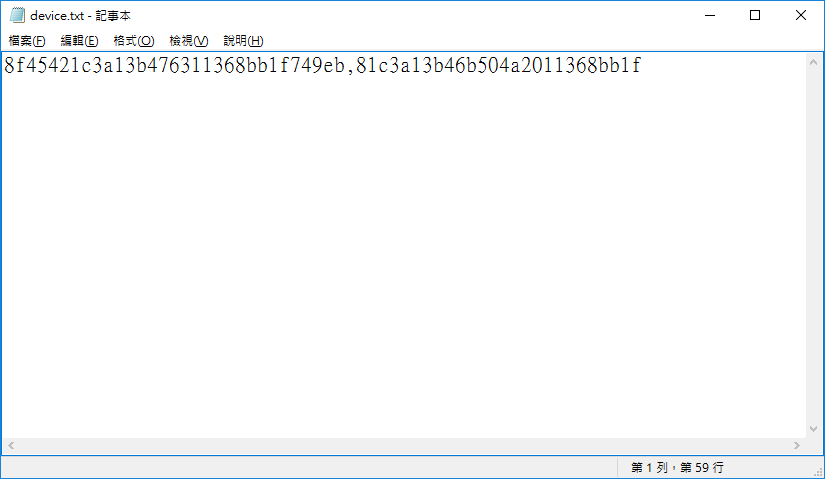 device.txt - 記事本
檔案(F) 編輯(E) 格式(O) 檢視(V) 說明(H)
8f45421c3a13b476311368bb1f749eb,81c3a13b46b504a2011368bb1f
第 1 列，第 59 行